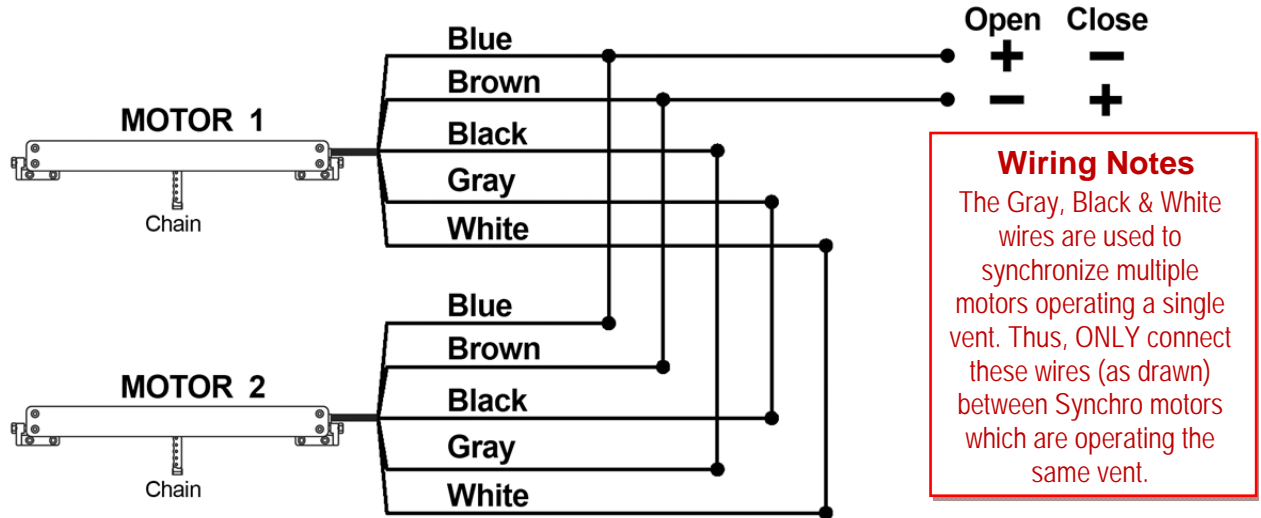 Open Close
Blue + −
Brown − +
MOTOR 1
Black
Gray
Chain
White
Blue
Brown
MOTOR 2
Black
Gray
Chain
White
Wiring Notes
The Gray, Black & White
wires are used to
synchronize multiple
motors operating a single
vent. Thus, ONLY connect
these wires (as drawn)
between Synchro motors
which are operating the
same vent.